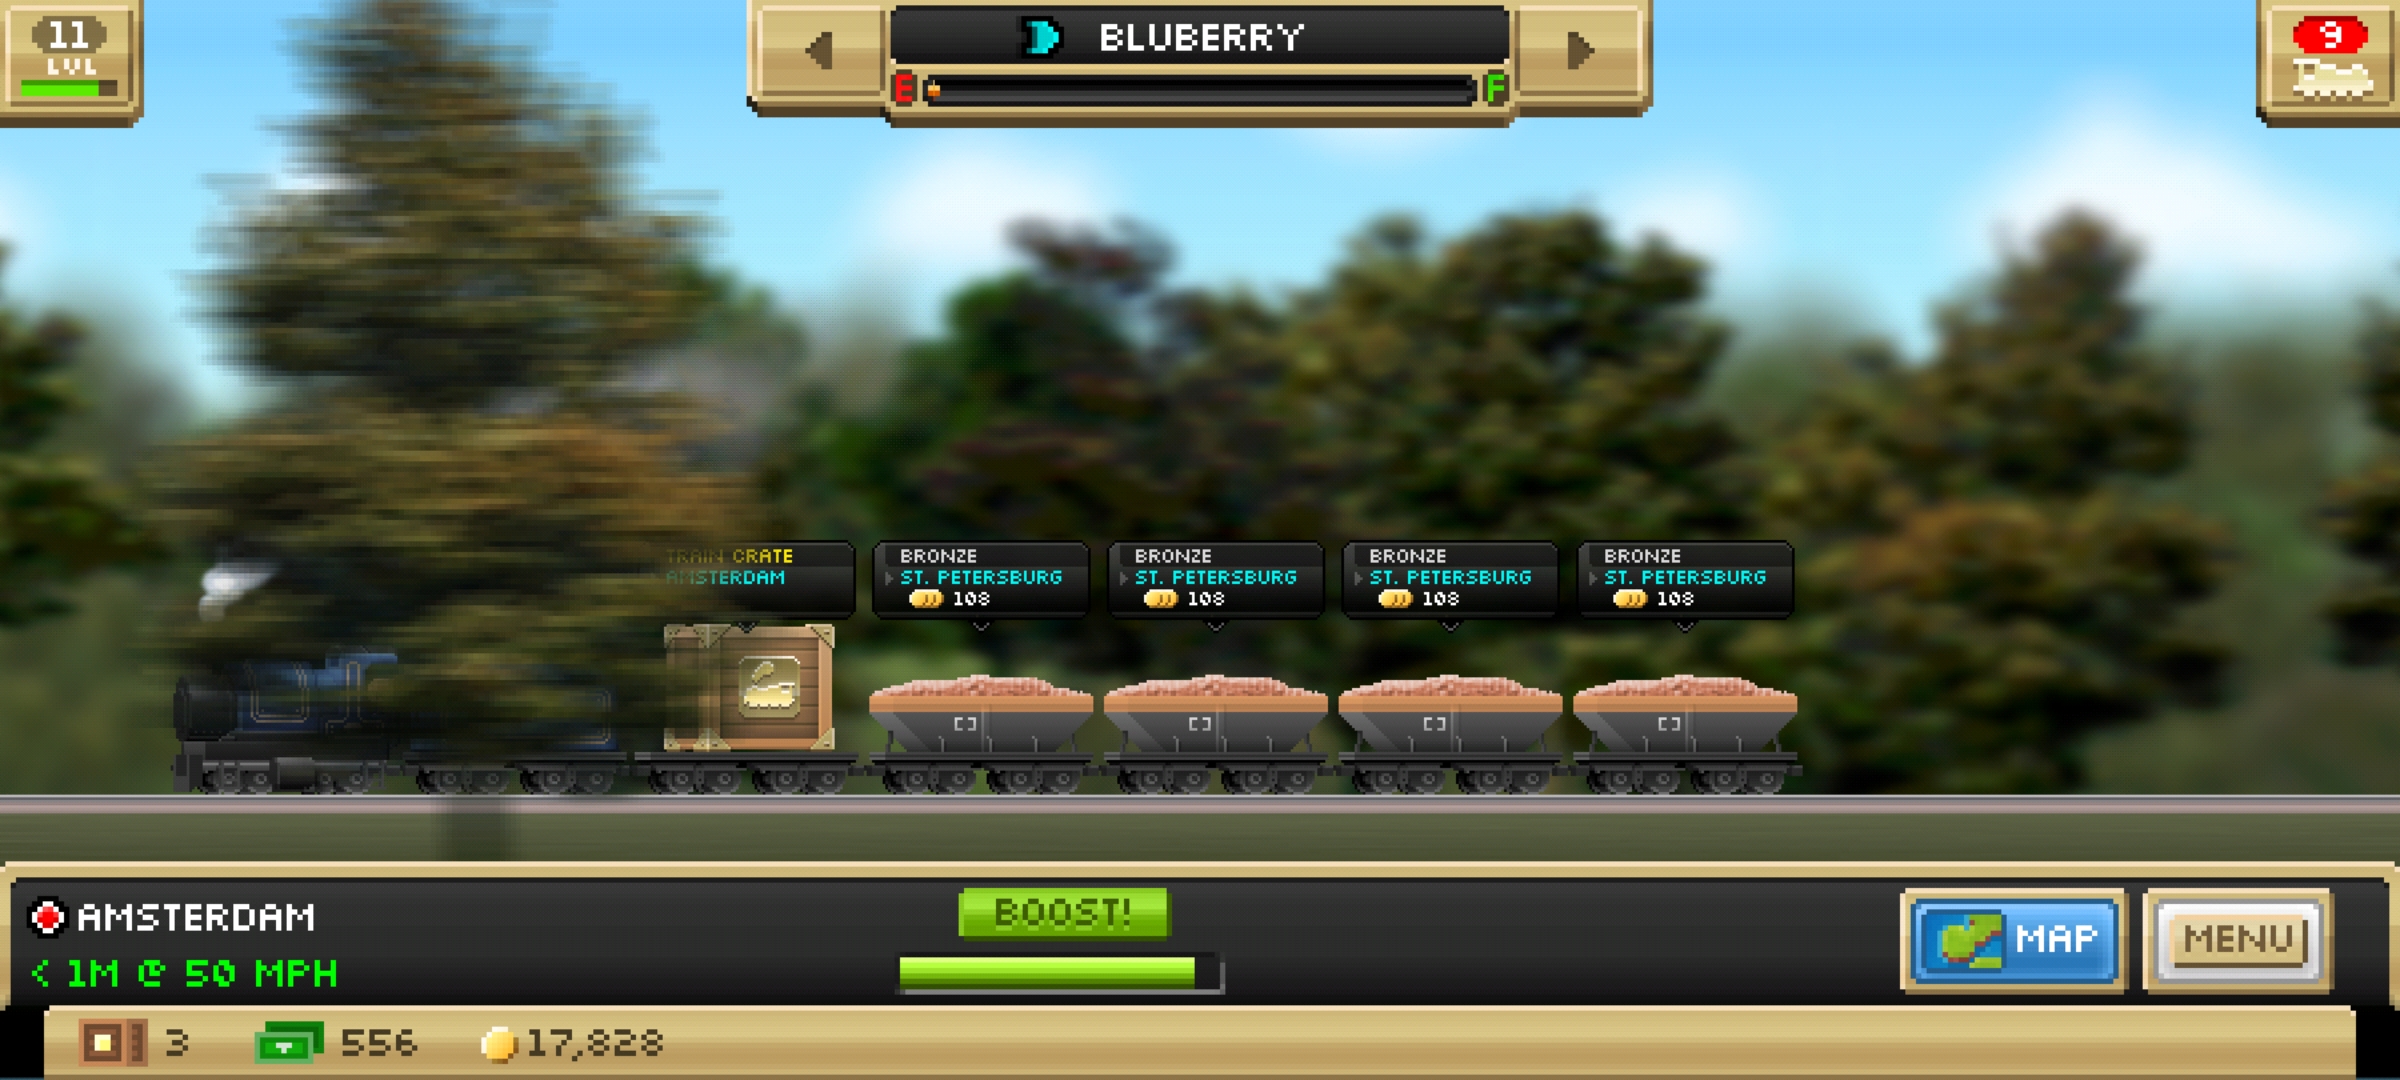 11
LVL
BLUBERRY
E
F
9
TRAIN CRATE
AMSTERDAM
BRONZE
ST. PETERSBURG
108
BRONZE
ST. PETERSBURG
108
BRONZE
ST. PETERSBURG
108
BRONZE
ST. PETERSBURG
108
AMSTERDAM
< 1M @ 50 MPH
BOOST!
MAP
MENU
3
556
17,828